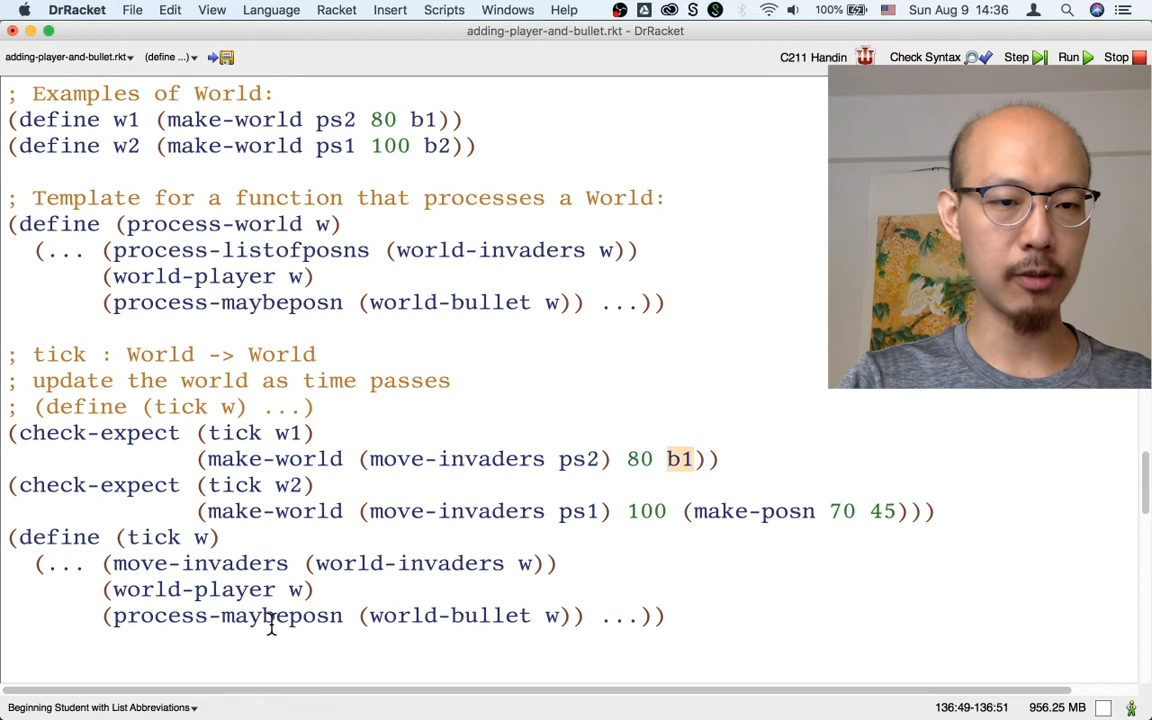 DrRacket File Edit View Language Racket Insert Scripts Windows Help 100% Sun Aug 9 14:36
adding-player-and-bullet.rkt - DrRacket
adding-player-and-bullet.rkt▾ (define ...)▾ C211 Handin Check Syntax Step Run Stop
; Examples of World:
(define w1 (make-world ps2 80 b1))
(define w2 (make-world ps1 100 b2))
; Template for a function that processes a World:
(define (process-world w)
(... (process-listofposns (world-invaders w))
(world-player w)
(process-maybeposn (world-bullet w)) ...))
; tick : World -> World
; update the world as time passes
; (define (tick w) ...)
(check-expect (tick w1)
(make-world (move-invaders ps2) 80 b1))
(check-expect (tick w2)
(make-world (move-invaders ps1) 100 (make-posn 70 45)))
(define (tick w)
(... (move-invaders (world-invaders w))
(world-player w)
(process-maybeposn (world-bullet w)) ...))
Beginning Student with List Abbreviations▾ 136:49-136:51 956.25 MB